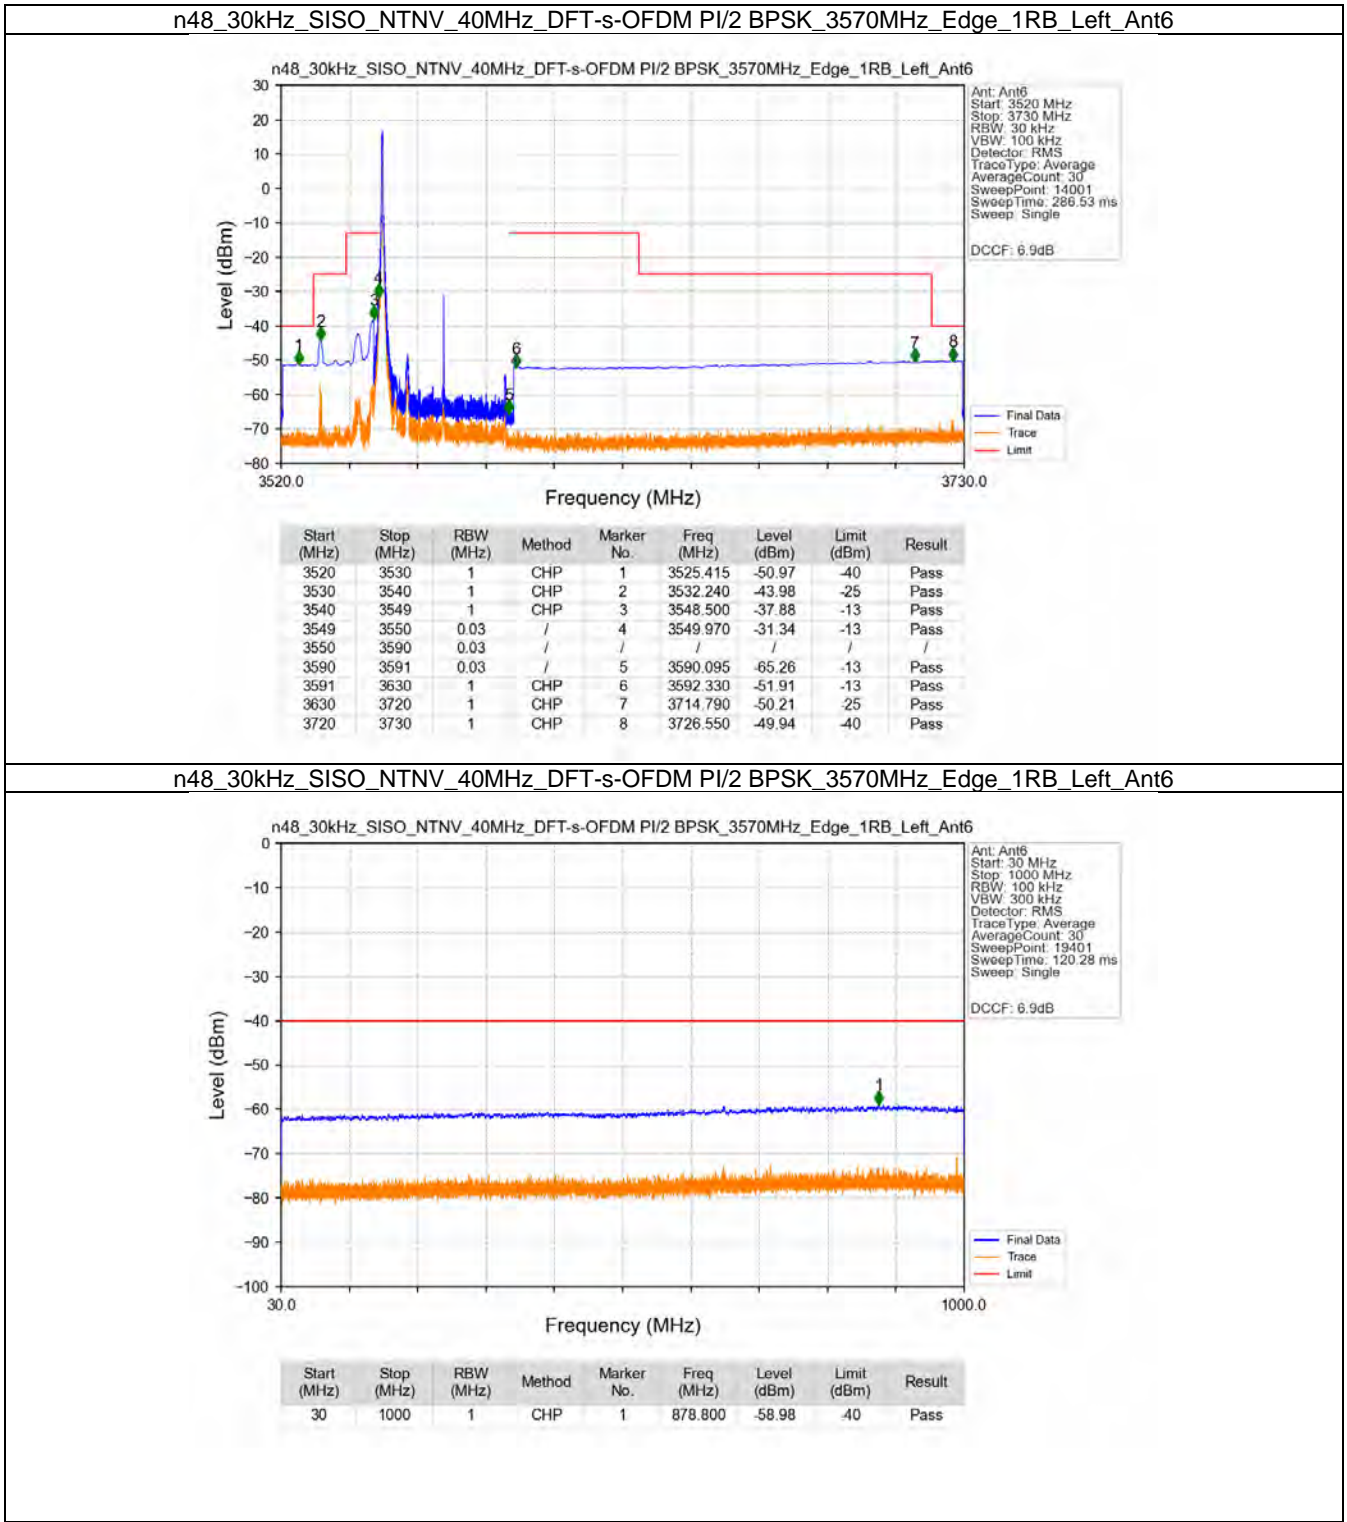 n48_30kHz_SISO_NTNV_40MHz_DFT-s-OFDM PI/2 BPSK_3570MHz_Edge_1RB_Left_Ant6
n48_30kHz_SISO_NTNV_40MHz_DFT-s-OFDM PI/2 BPSK_3570MHz_Edge_1RB_Left_Ant6
30
20
10
0
−10
−20
−30
−40
−50
−60
−70
−80
Level (dBm)
1
2
3
4
5
6
7
8
3520.0
3730.0
Frequency (MHz)
Ant: Ant6
Start: 3520 MHz
Stop: 3730 MHz
RBW: 30 kHz
VBW: 100 kHz
Detector: RMS
TraceType: Average
AverageCount: 30
SweepPoint: 14001
SweepTime: 286.53 ms
Sweep: Single
DCCF: 6.9dB
Final Data
Trace
Limit
Start (MHz) Stop (MHz) RBW (MHz) Method Marker No. Freq (MHz) Level (dBm) Limit (dBm) Result
3520 3530 1 CHP 1 3525.415 -50.97 -40 Pass
3530 3540 1 CHP 2 3532.240 -43.98 -25 Pass
3540 3549 1 CHP 3 3548.500 -37.88 -13 Pass
3549 3550 0.03 / 4 3549.970 -31.34 -13 Pass
3550 3590 0.03 / / / / / /
3590 3591 0.03 / 5 3590.095 -65.26 -13 Pass
3591 3630 1 CHP 6 3592.330 -51.91 -13 Pass
3630 3720 1 CHP 7 3714.790 -50.21 -25 Pass
3720 3730 1 CHP 8 3726.550 -49.94 -40 Pass
n48_30kHz_SISO_NTNV_40MHz_DFT-s-OFDM PI/2 BPSK_3570MHz_Edge_1RB_Left_Ant6
n48_30kHz_SISO_NTNV_40MHz_DFT-s-OFDM PI/2 BPSK_3570MHz_Edge_1RB_Left_Ant6
0
−10
−20
−30
−40
−50
−60
−70
−80
−90
−100
Level (dBm)
1
30.0
1000.0
Frequency (MHz)
Ant: Ant6
Start: 30 MHz
Stop: 1000 MHz
RBW: 100 kHz
VBW: 300 kHz
Detector: RMS
TraceType: Average
AverageCount: 30
SweepPoint: 19401
SweepTime: 120.28 ms
Sweep: Single
DCCF: 6.9dB
Final Data
Trace
Limit
Start (MHz) Stop (MHz) RBW (MHz) Method Marker No. Freq (MHz) Level (dBm) Limit (dBm) Result
30 1000 1 CHP 1 878.800 -58.98 -40 Pass